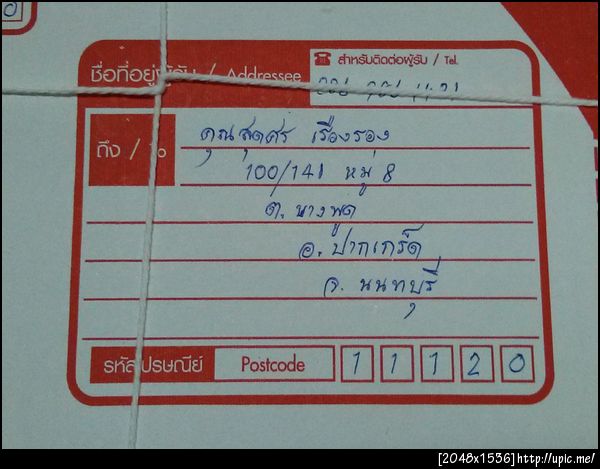 ชื่อที่อยู่ผู้รับ / Addressee
☎ สำหรับติดต่อผู้รับ / Tel.
ถึง / To
คุณสุดศร เรืองรอง
100/141 หมู่ 8
ต. บางพูด
อ. ปากเกร็ด
จ. นนทบุรี
รหัสไปรษณีย์ Postcode 1 1 1 2 0
[2048x1536]http://upic.me/